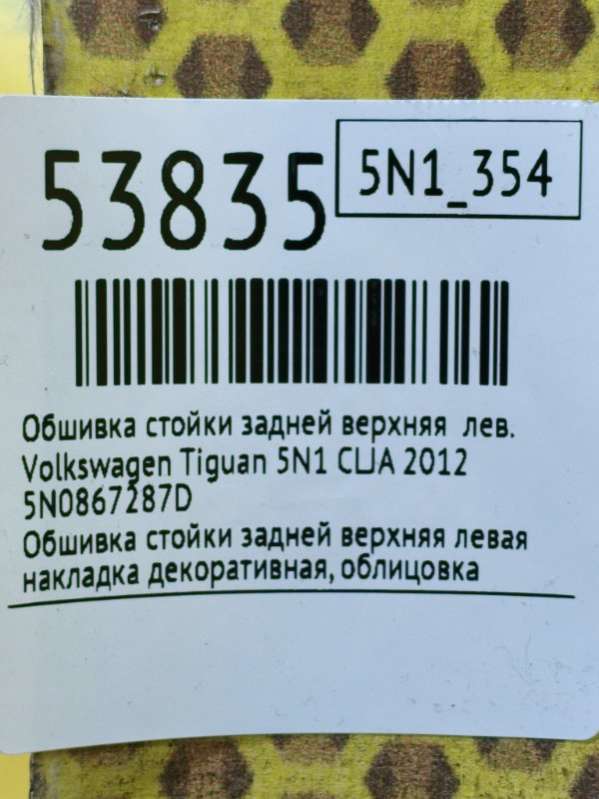 53835
5N1_354
Обшивка стойки задней верхняя лев.
Volkswagen Tiguan 5N1 США 2012
5N0867287D
Обшивка стойки задней верхняя левая
накладка декоративная, облицовка